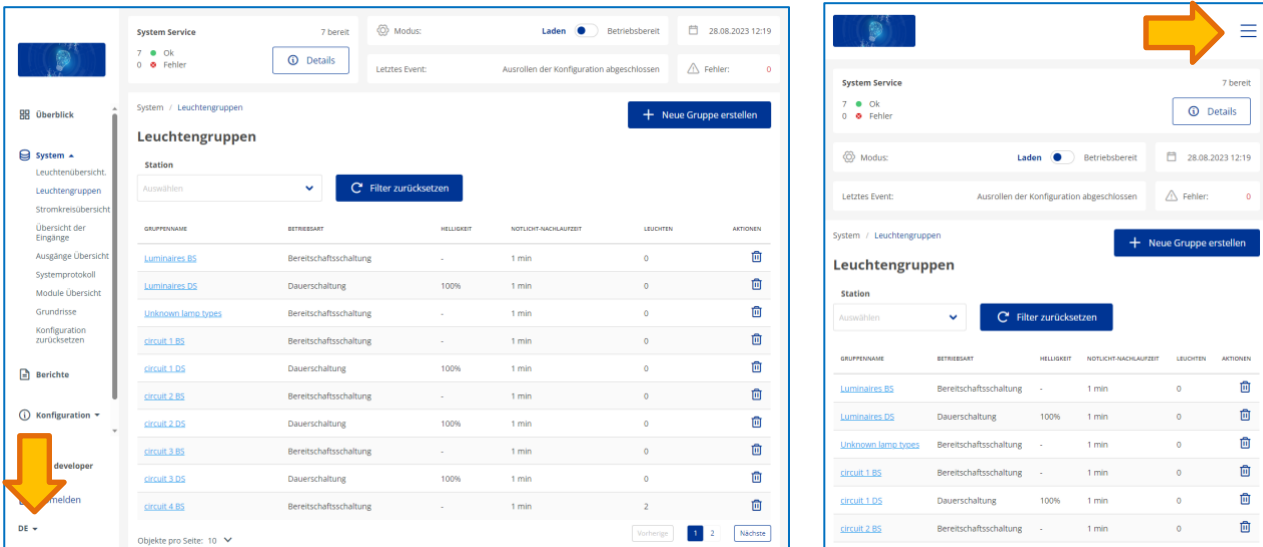 System Service 7 bereit
7 Ok
0 Fehler
Details
Modus: Laden Betriebsbereit
28.08.2023 12:19
Letztes Event: Ausrollen der Konfiguration abgeschlossen
Fehler: 0
Überblick
System
Leuchtenübersicht.
Leuchtengruppen
Stromkreisübersicht
Übersicht der
Eingänge
Ausgänge Übersicht
Systemprotokoll
Module Übersicht
Grundrisse
Konfiguration
zurücksetzen
Berichte
Konfiguration
developer
melden
DE
System / Leuchtengruppen
Neue Gruppe erstellen
Leuchtengruppen
Station
Auswählen
Filter zurücksetzen
GRUPPENNAME BETRIEBSART HELLIGKEIT NOTLICHT-NACHLAUFZEIT LEUCHTEN AKTIONEN
Luminaires BS Bereitschaftsschaltung - 1 min 0
Luminaires DS Dauerschaltung 100% 1 min 0
Unknown lamp types Bereitschaftsschaltung - 1 min 0
circuit 1 BS Bereitschaftsschaltung - 1 min 0
circuit 1 DS Dauerschaltung 100% 1 min 0
circuit 2 BS Bereitschaftsschaltung - 1 min 0
circuit 2 DS Dauerschaltung 100% 1 min 0
circuit 3 BS Bereitschaftsschaltung - 1 min 0
circuit 3 DS Dauerschaltung 100% 1 min 0
circuit 4 BS Bereitschaftsschaltung - 1 min 2
Objekte pro Seite: 10
Vorherige 1 2 Nächste
System Service 7 bereit
7 Ok
0 Fehler
Details
Modus: Laden Betriebsbereit
28.08.2023 12:19
Letztes Event: Ausrollen der Konfiguration abgeschlossen
Fehler: 0
System / Leuchtengruppen
Neue Gruppe erstellen
Leuchtengruppen
Station
Auswählen
Filter zurücksetzen
GRUPPENNAME BETRIEBSART HELLIGKEIT NOTLICHT-NACHLAUFZEIT LEUCHTEN AKTIONEN
Luminaires BS Bereitschaftsschaltung - 1 min 0
Luminaires DS Dauerschaltung 100% 1 min 0
Unknown lamp types Bereitschaftsschaltung - 1 min 0
circuit 1 BS Bereitschaftsschaltung - 1 min 0
circuit 1 DS Dauerschaltung 100% 1 min 0
circuit 2 BS Bereitschaftsschaltung - 1 min 0